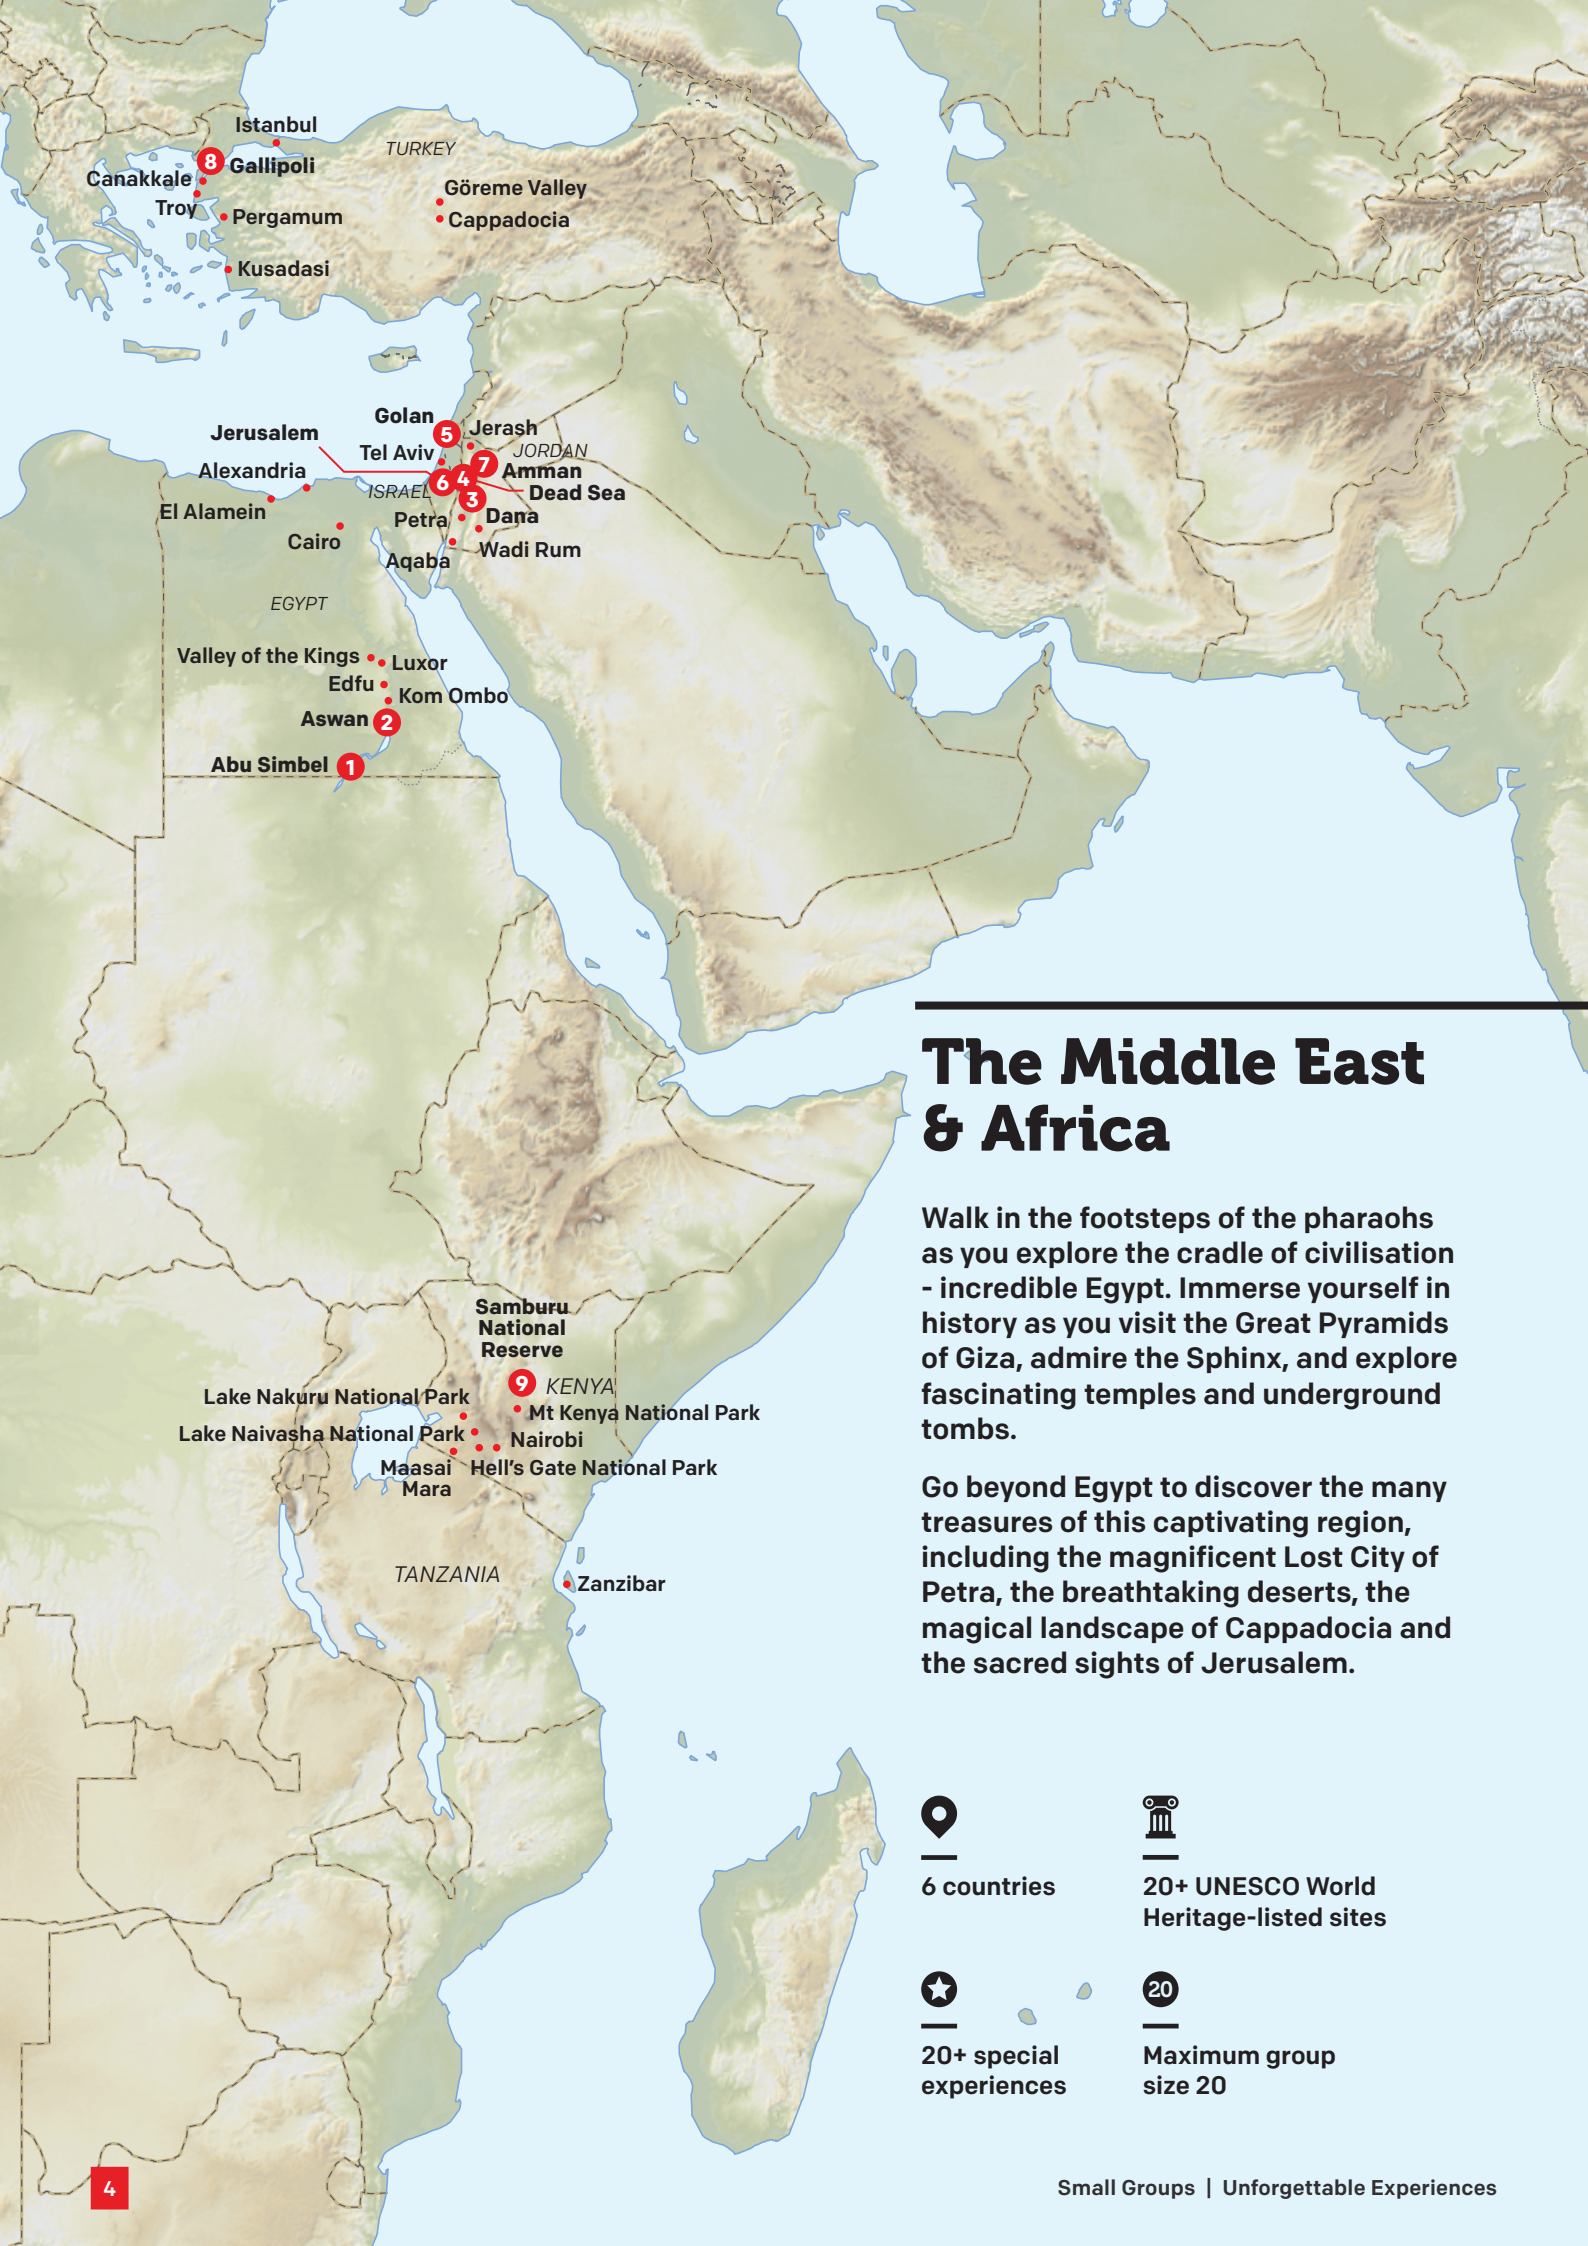 Istanbul
TURKEY
8
Gallipoli
Canakkale
Göreme Valley
Troy
Pergamum
Cappadocia
Kusadasi
Golan
5
Jerash
Jerusalem
Tel Aviv
JORDAN
7
Amman
Alexandria
6
4
ISRAEL
Dead Sea
3
El Alamein
Petra
Dana
Cairo
Wadi Rum
Aqaba
EGYPT
Valley of the Kings
Luxor
Edfu
Kom Ombo
Aswan
2
Abu Simbel
1
The Middle East
& Africa
Walk in the footsteps of the pharaohs
as you explore the cradle of civilisation
- incredible Egypt. Immerse yourself in
history as you visit the Great Pyramids
of Giza, admire the Sphinx, and explore
fascinating temples and underground
tombs.
Go beyond Egypt to discover the many
treasures of this captivating region,
including the magnificent Lost City of
Petra, the breathtaking deserts, the
magical landscape of Cappadocia and
the sacred sights of Jerusalem.
Samburu
National
Reserve
9
KENYA
Lake Nakuru National Park
Mt Kenya National Park
Lake Naivasha National Park
Nairobi
Maasai
Mara
Hell's Gate National Park
TANZANIA
Zanzibar
6 countries
20+ UNESCO World
Heritage-listed sites
20
20+ special
experiences
Maximum group
size 20
4
Small Groups | Unforgettable Experiences